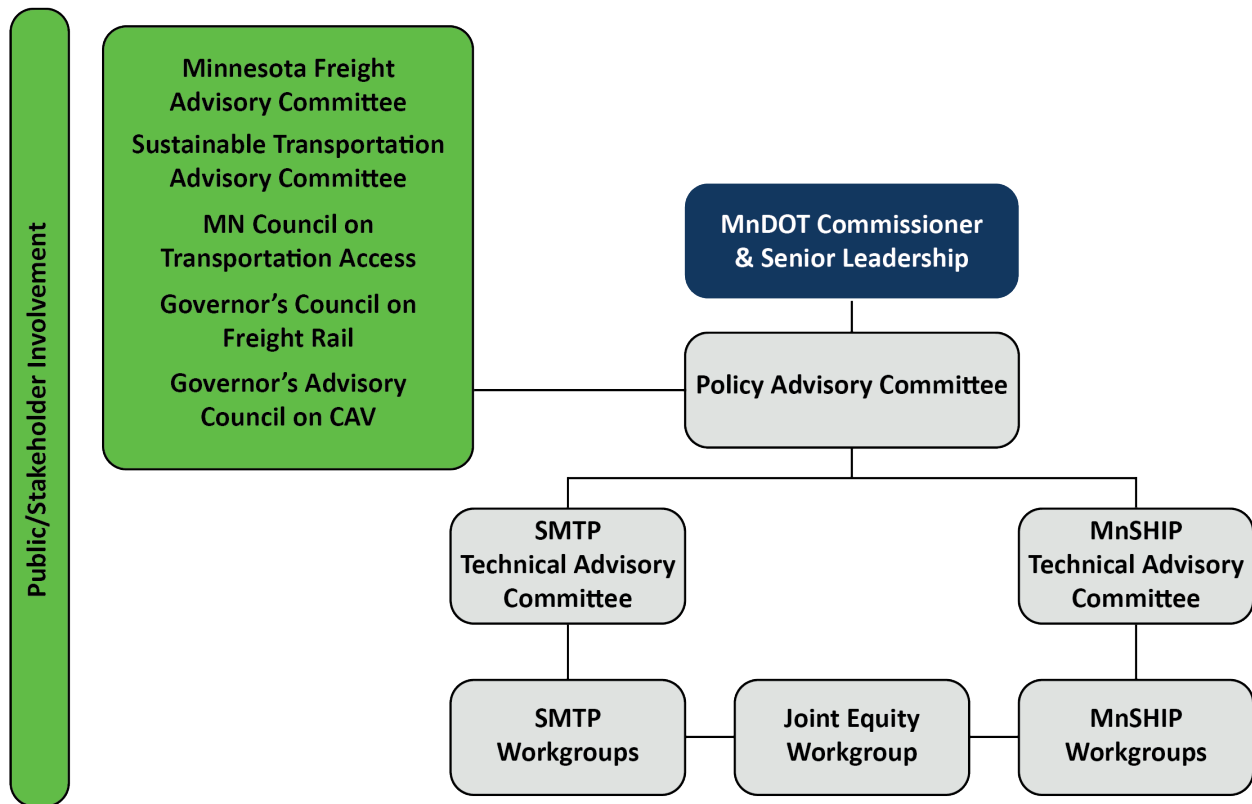 Public/Stakeholder Involvement
Minnesota Freight
Advisory Committee
Sustainable Transportation
Advisory Committee
MN Council on
Transportation Access
Governor’s Council on
Freight Rail
Governor’s Advisory
Council on CAV
MnDOT Commissioner
& Senior Leadership
Policy Advisory Committee
SMTP
Technical Advisory
Committee
MnSHIP
Technical Advisory
Committee
SMTP
Workgroups
Joint Equity
Workgroup
MnSHIP
Workgroups